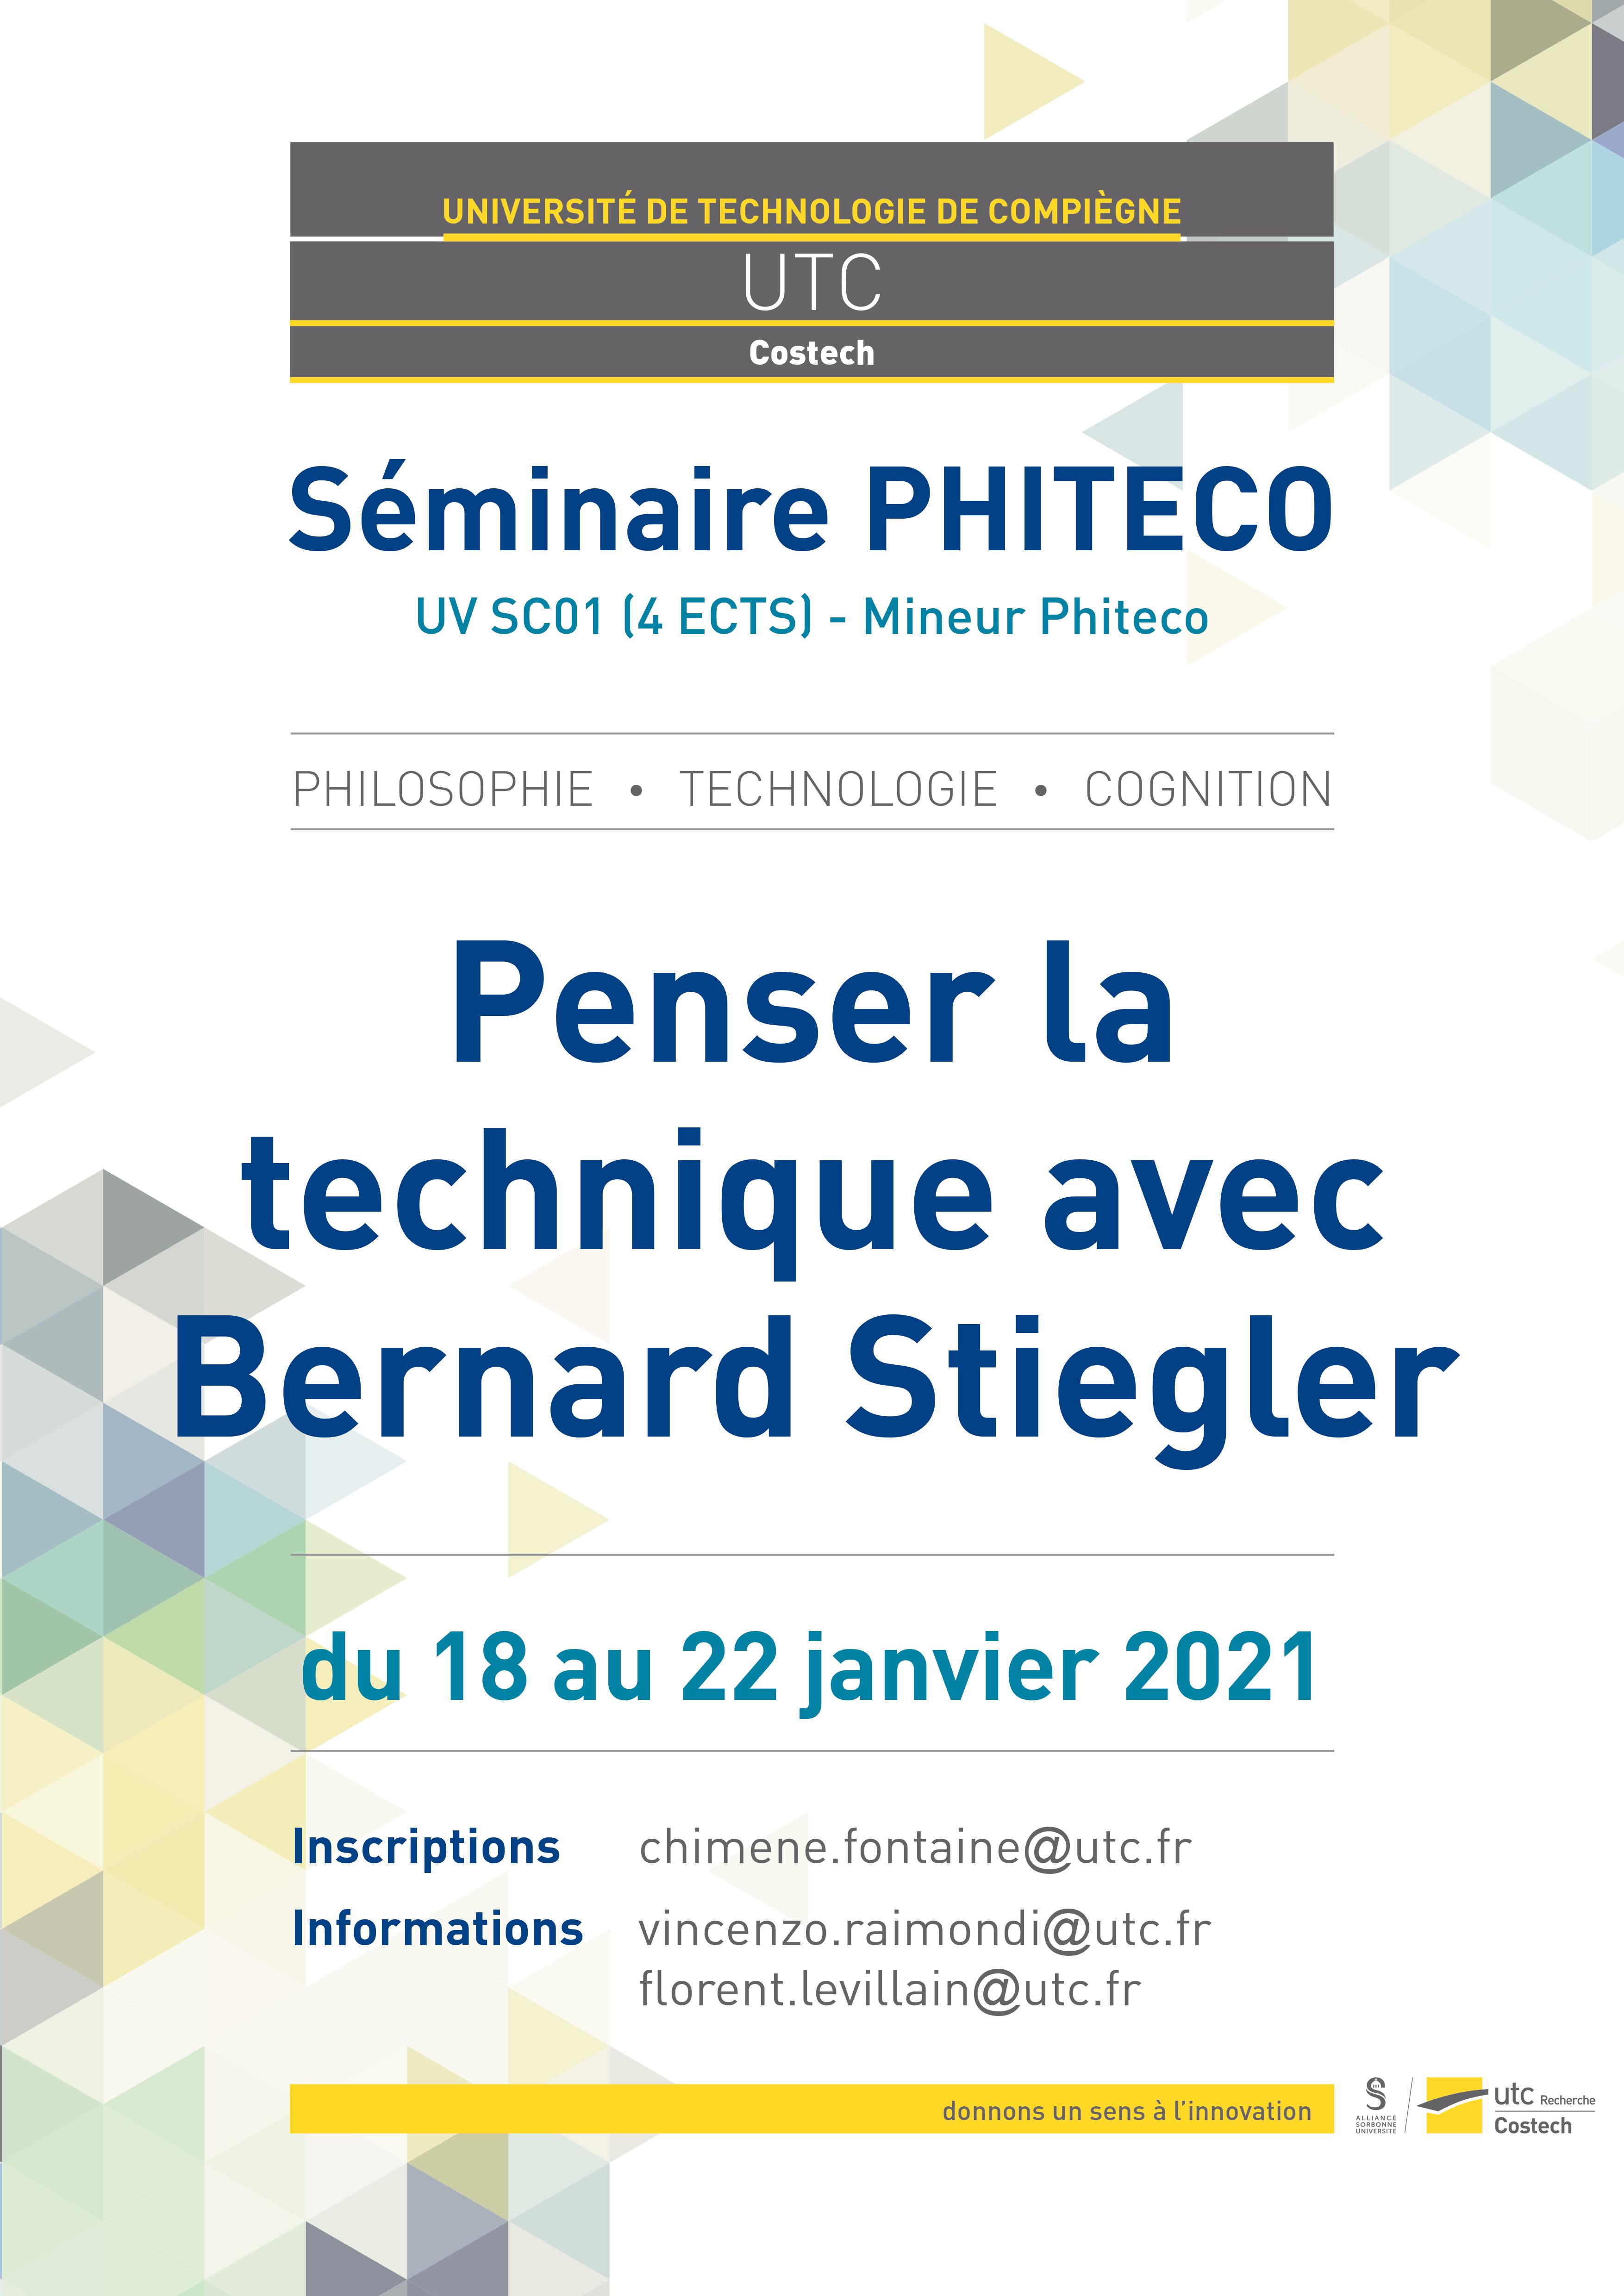 UNIVERSITÉ DE TECHNOLOGIE DE COMPIÈGNE
UTC
Costech
Séminaire PHITECO
UV SC01 (4 ECTS) - Mineur Phiteco
PHILOSOPHIE • TECHNOLOGIE • COGNITION
Penser la
technique avec
Bernard Stiegler
du 18 au 22 janvier 2021
Inscriptions chimene.fontaine@utc.fr
Informations vincenzo.raimondi@utc.fr
florent.levillain@utc.fr
donnons un sens à l'innovation
ALLIANCE
SORBONNE
UNIVERSITÉ
utc Recherche
Costech